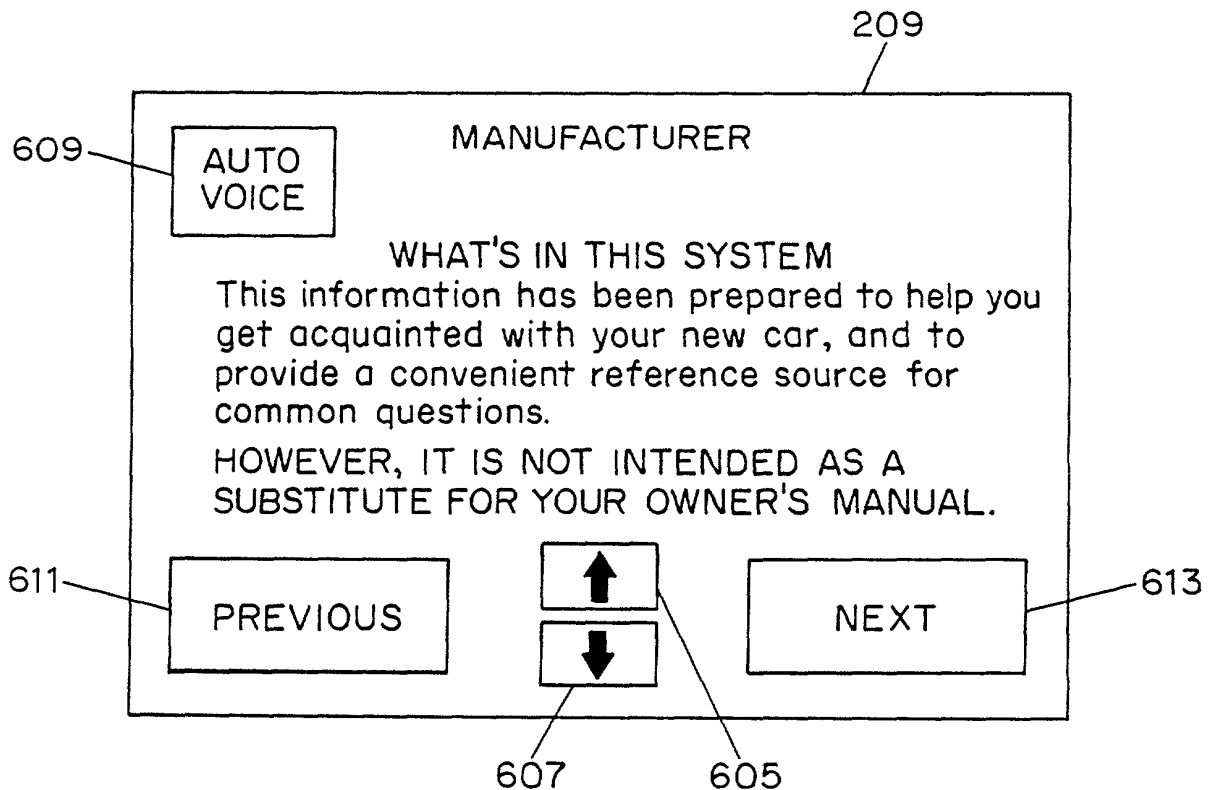 209
MANUFACTURER
609
AUTO
VOICE
WHAT'S IN THIS SYSTEM
This information has been prepared to help you
get acquainted with your new car, and to
provide a convenient reference source for
common questions.
HOWEVER, IT IS NOT INTENDED AS A
SUBSTITUTE FOR YOUR OWNER'S MANUAL.
611
PREVIOUS
NEXT
613
607
605